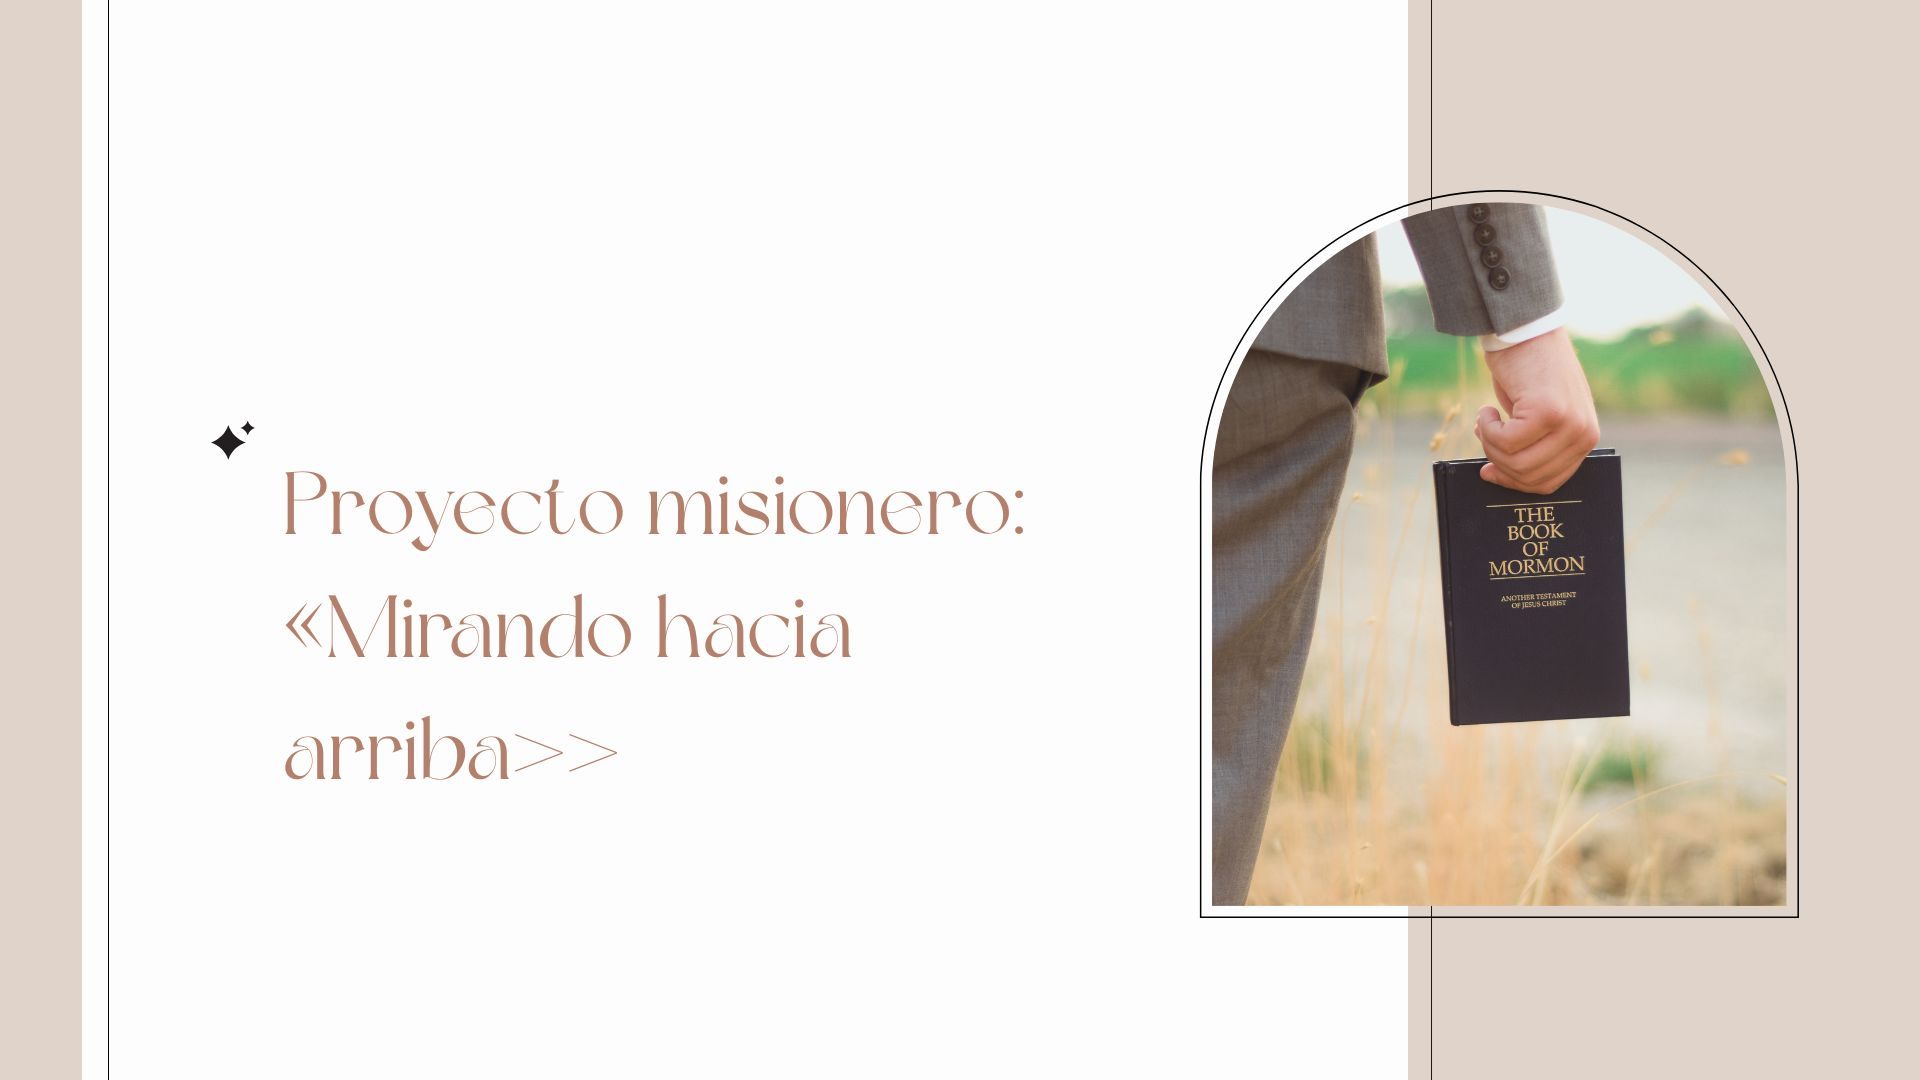 Proyecto misionero:
«Mirando hacia
arriba>>
THE
BOOK
OF
MORMON
ANOTHER TESTAMENT
OF JESUS CHRIST